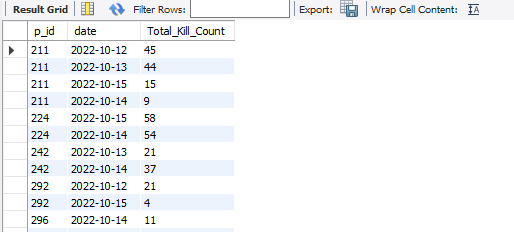 Result Grid Filter Rows: Export: Wrap Cell Content:
p_id date Total_Kill_Count
211 2022-10-12 45
211 2022-10-13 44
211 2022-10-15 15
211 2022-10-14 9
224 2022-10-15 58
224 2022-10-14 54
242 2022-10-13 21
242 2022-10-14 37
292 2022-10-12 21
292 2022-10-15 4
296 2022-10-14 11